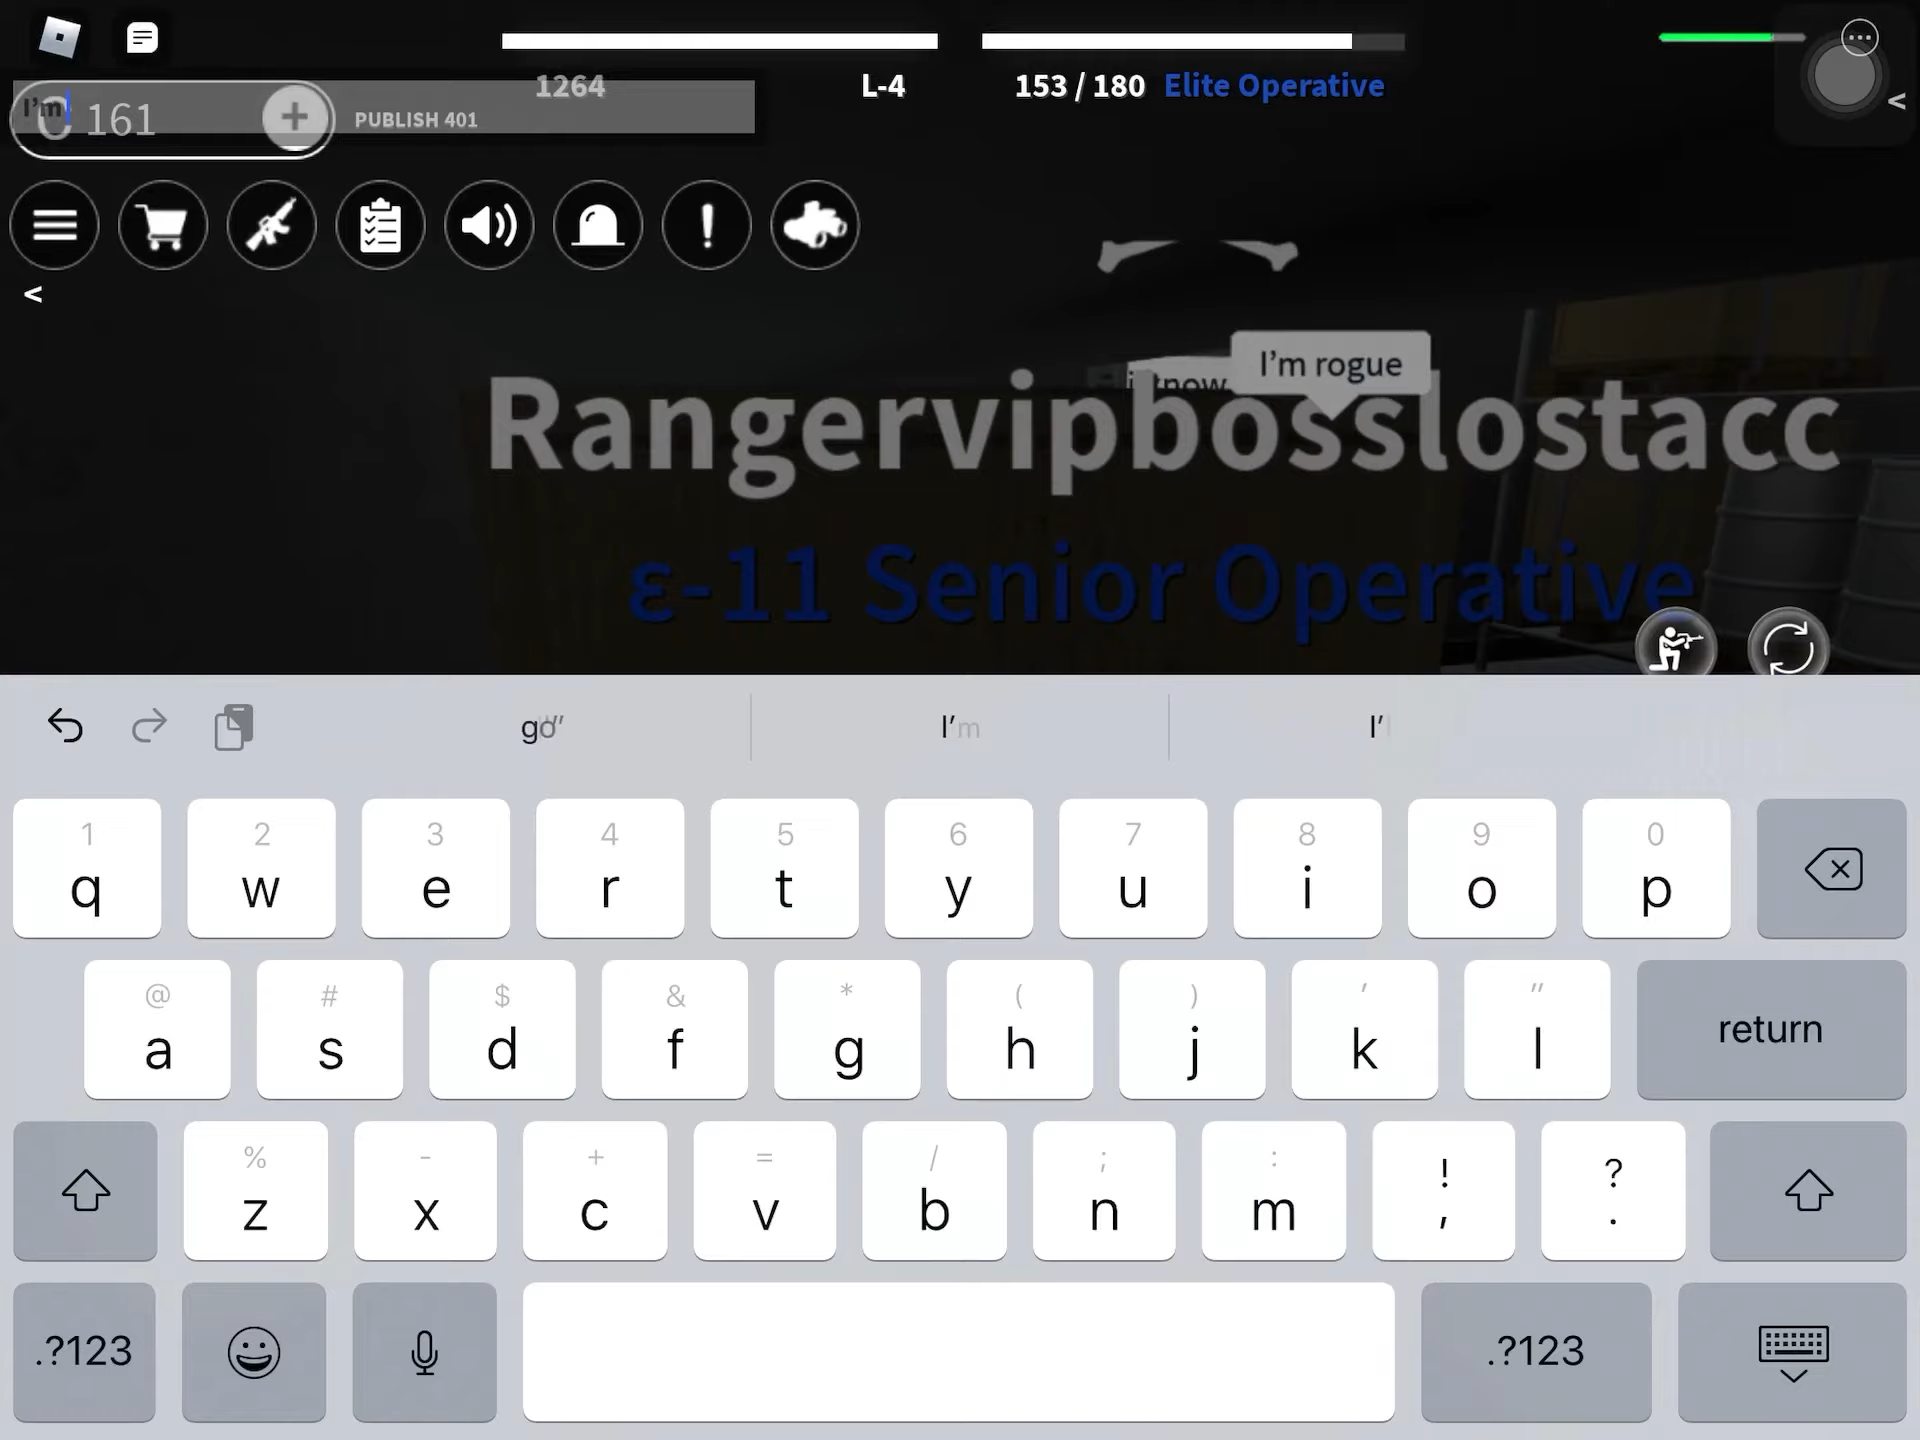 1264
L-4
153 / 180 Elite Operative
I'm
161
PUBLISH 401
<
<
I'm rogue
know
Rangervipbosslostacc
ε-11 Senior Operative
I'm
I'
1 2 3 4 5 6 7 8 9 0
q w e r t y u i o p
@ # $ & * ( ) ' "
a s d f g h j k l return
% - + = / ; : ! ?
z x c v b n m , .
.?123 .?123